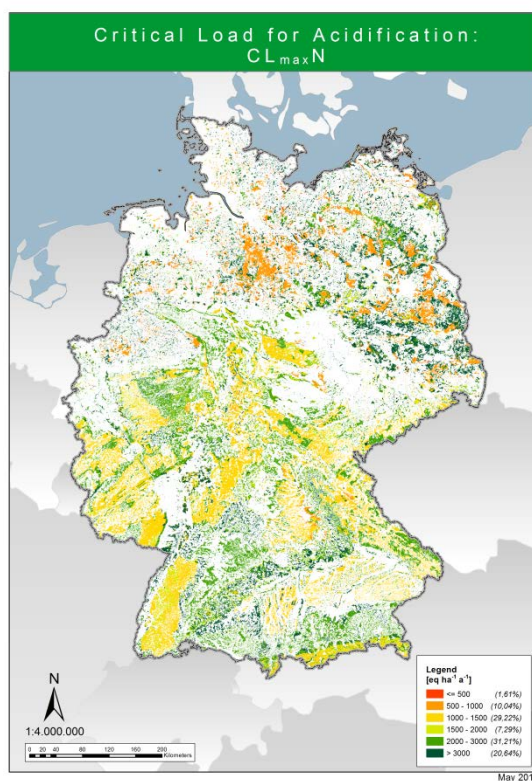 Critical Load for Acidification:
CLmaxN
N
1:4.000.000
0 20 40 80 120 160 200
Kilometers
Legend
[eq ha⁻¹ a⁻¹]
<= 500 (1,61%)
500 - 1000 (10,04%)
1000 - 1500 (29,22%)
1500 - 2000 (7,29%)
2000 - 3000 (31,21%)
> 3000 (20,64%)